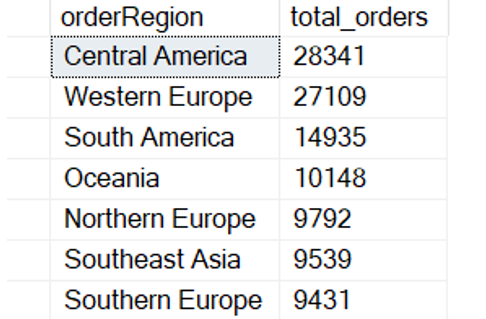 orderRegion total_orders
Central America 28341
Western Europe 27109
South America 14935
Oceania 10148
Northern Europe 9792
Southeast Asia 9539
Southern Europe 9431